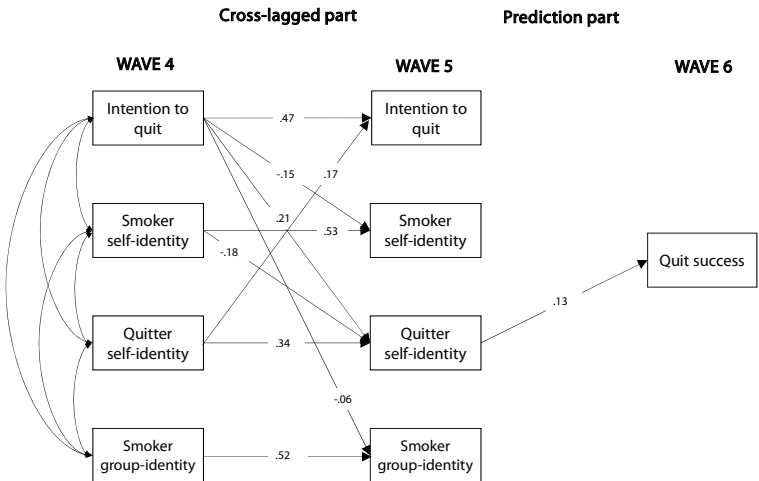 Cross-lagged part
Prediction part
WAVE 4
WAVE 5
WAVE 6
Intention to
quit
.47
Intention to
quit
-.15
.17
Smoker
self-identity
.21
.53
Smoker
self-identity
-.18
Quit success
.13
Quitter
self-identity
.34
Quitter
self-identity
-.06
Smoker
group-identity
.52
Smoker
group-identity